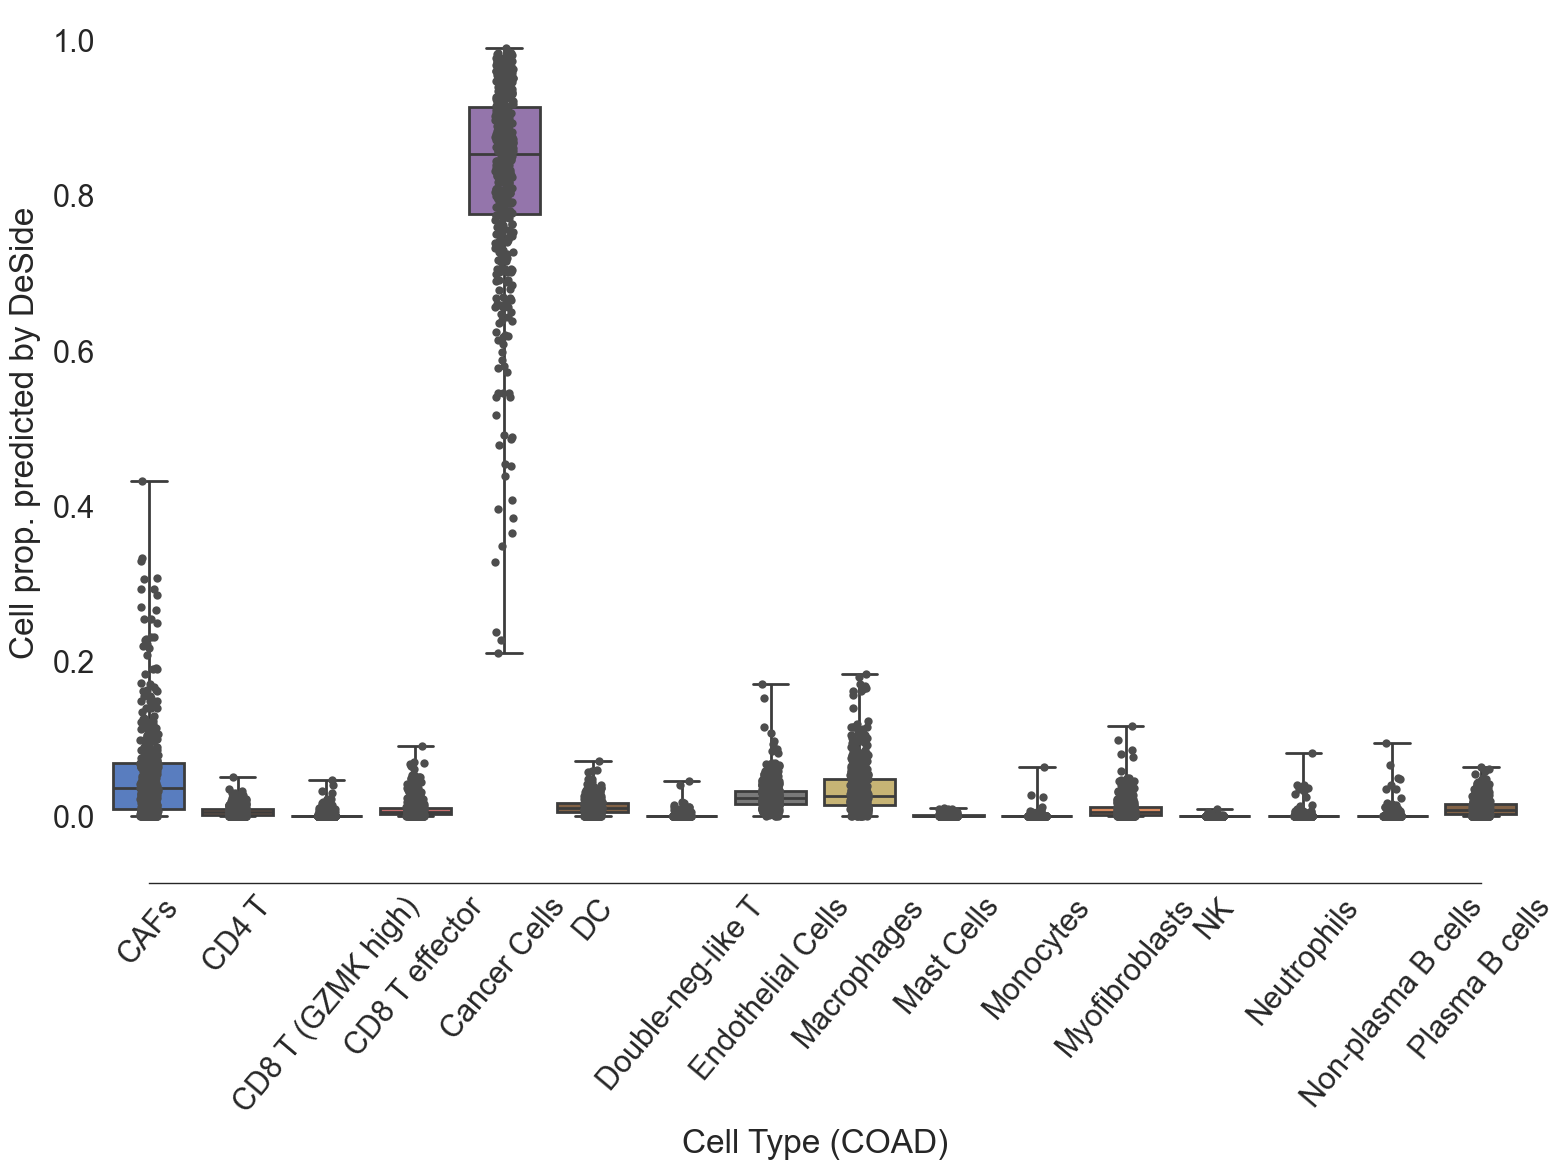 Cell prop. predicted by DeSide
1.0
0.8
0.6
0.4
0.2
0.0
CAFs
CD4 T
CD8 T (GZMK high)
CD8 T effector
Cancer Cells
DC
Double-neg-like T
Endothelial Cells
Macrophages
Mast Cells
Monocytes
Myofibroblasts
NK
Neutrophils
Non-plasma B cells
Plasma B cells
Cell Type (COAD)